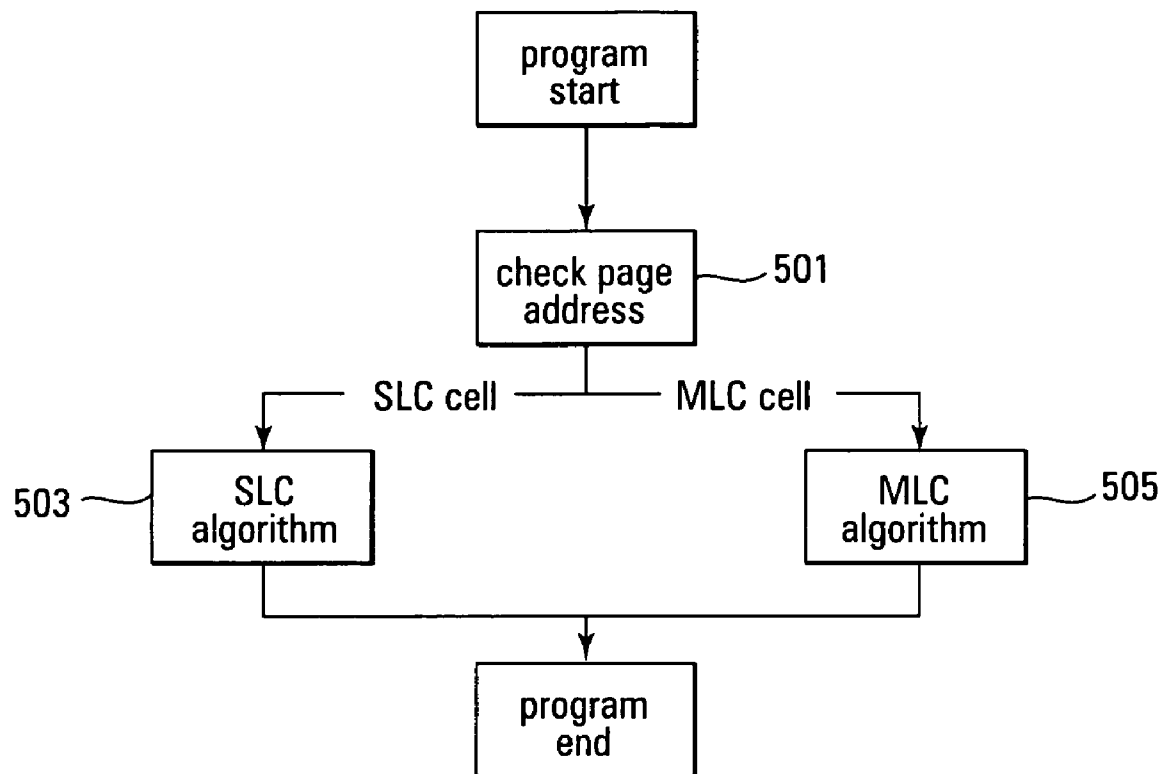 program
start
check page
address
501
SLC cell
MLC cell
503
SLC
algorithm
MLC
algorithm
505
program
end